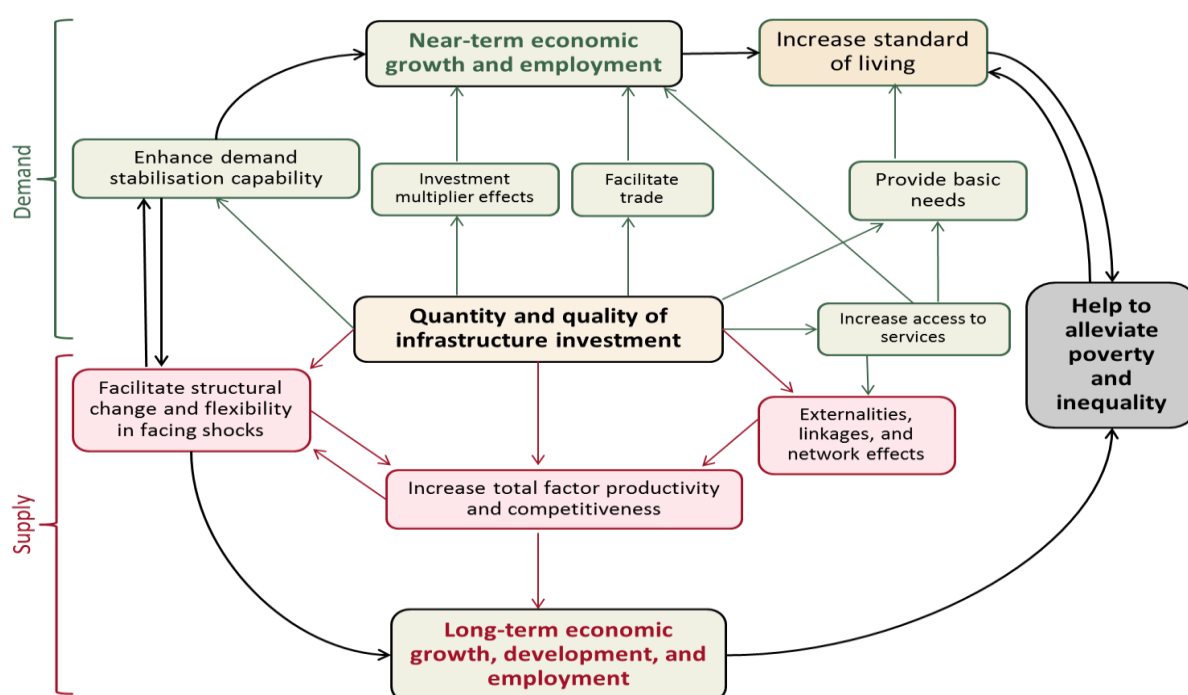 Near-term economic
growth and employment
Increase standard
of living
Demand
Enhance demand
stabilisation capability
Investment
multiplier effects
Facilitate
trade
Provide basic
needs
Quantity and quality of
infrastructure investment
Increase access to
services
Help to
alleviate
poverty
and
inequality
Supply
Facilitate structural
change and flexibility
in facing shocks
Externalities,
linkages, and
network effects
Increase total factor productivity
and competitiveness
Long-term economic
growth, development, and
employment